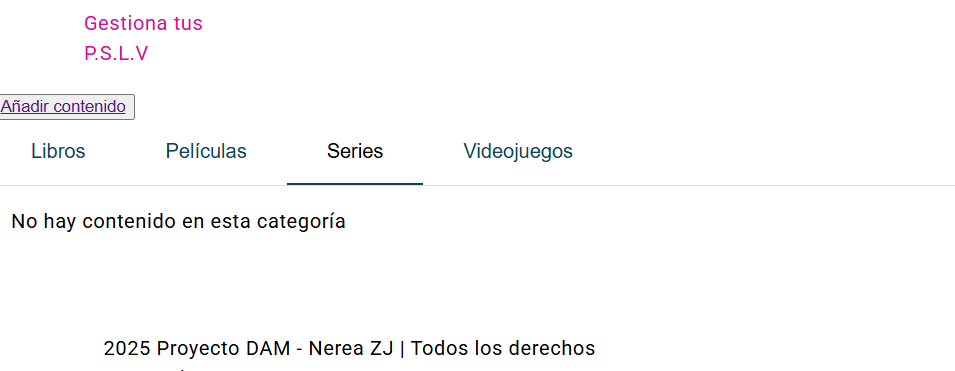 Gestiona tus
P.S.L.V
Añadir contenido
Libros Películas Series Videojuegos
No hay contenido en esta categoría
2025 Proyecto DAM - Nerea ZJ | Todos los derechos